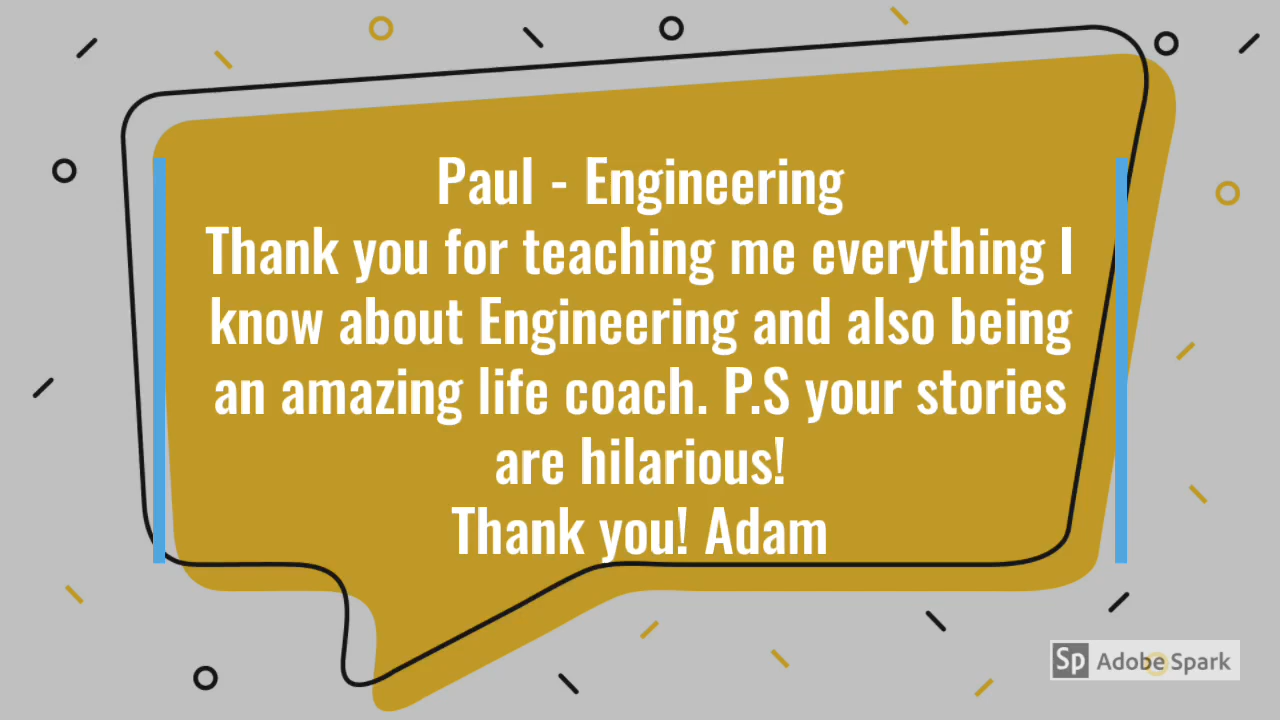 Paul - Engineering
Thank you for teaching me everything I
know about Engineering and also being
an amazing life coach. P.S your stories
are hilarious!
Thank you! Adam
Sp Adobe Spark